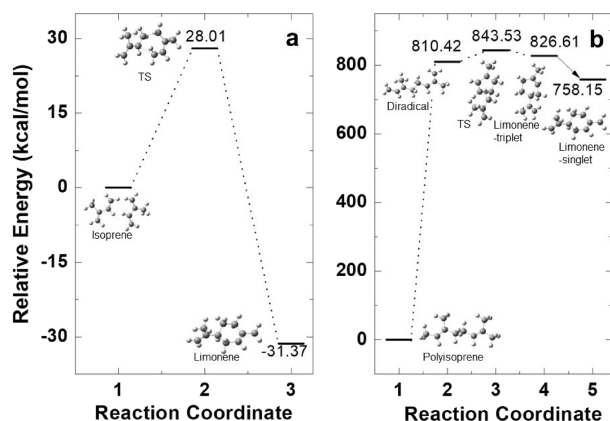 a
28.01
TS
30
15
0
-15
-30
Isoprene
Limonene
-31.37
1
2
3
Relative Energy (kcal/mol)
Reaction Coordinate
b
810.42
843.53
826.61
758.15
Diradical
TS
Limonene
-triplet
Limonene
-singlet
Polyisoprene
800
600
400
200
0
1
2
3
4
5
Reaction Coordinate